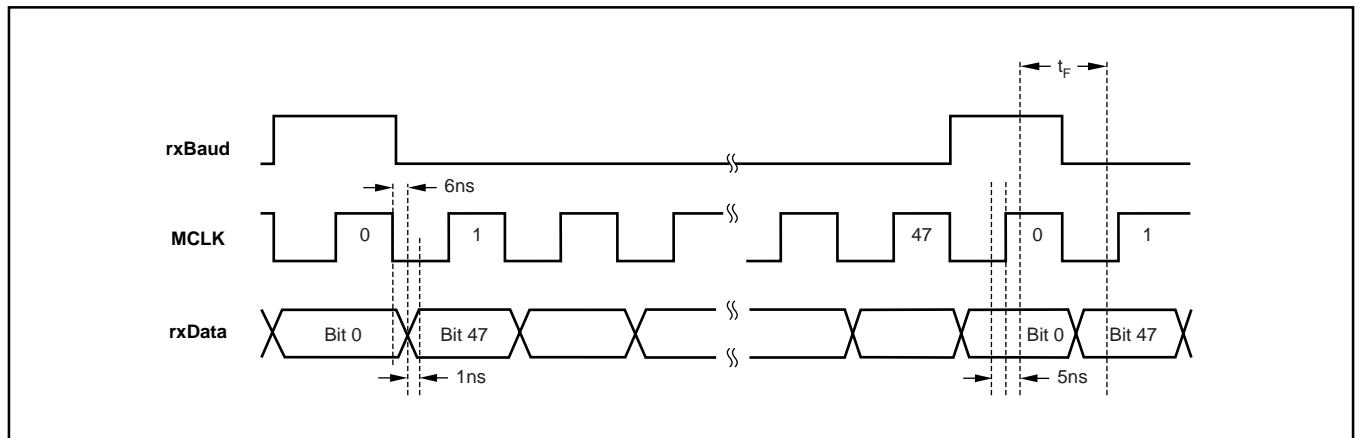 t_F
rxBaud
6ns
MCLK 0 1 47 0 1
rxData Bit 0 Bit 47 Bit 0 Bit 47
1ns 5ns